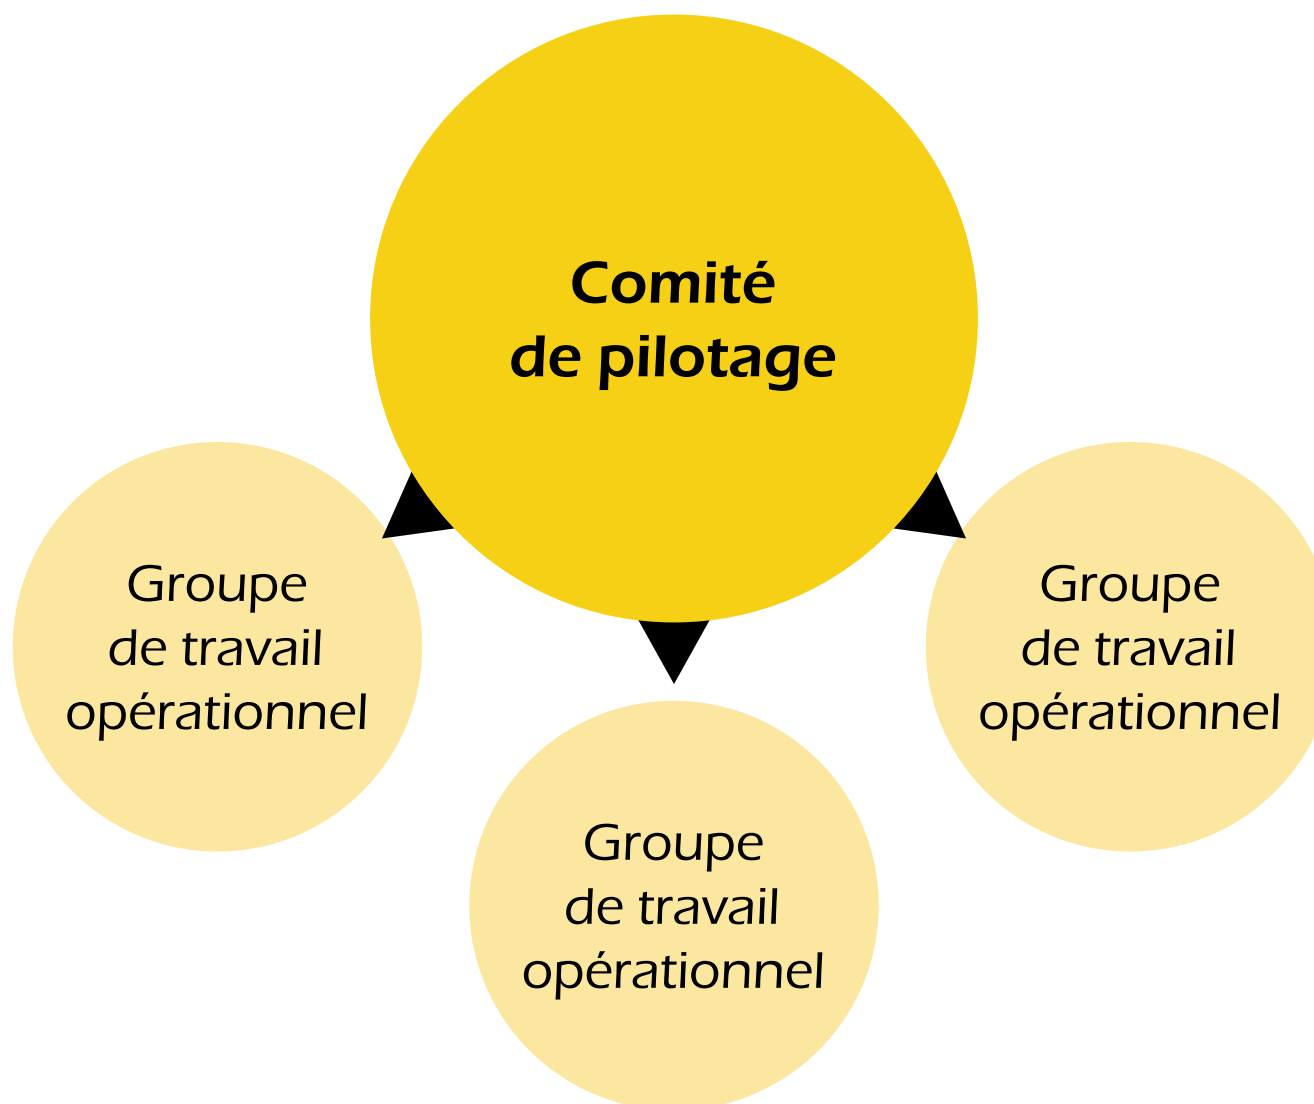 Comité
de pilotage
Groupe
de travail
opérationnel
Groupe
de travail
opérationnel
Groupe
de travail
opérationnel